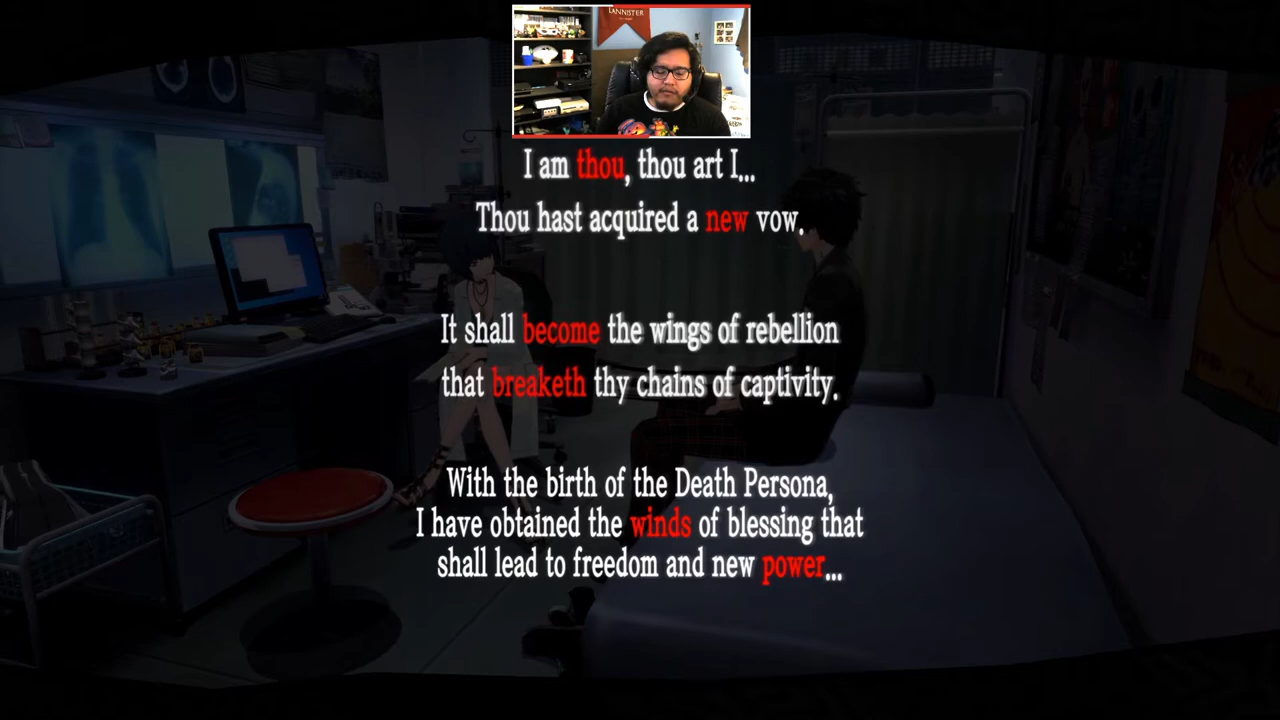 LANNISTER
I am thou, thou art I...
Thou hast acquired a new vow.
It shall become the wings of rebellion
that breaketh thy chains of captivity.
With the birth of the Death Persona,
I have obtained the winds of blessing that
shall lead to freedom and new power...